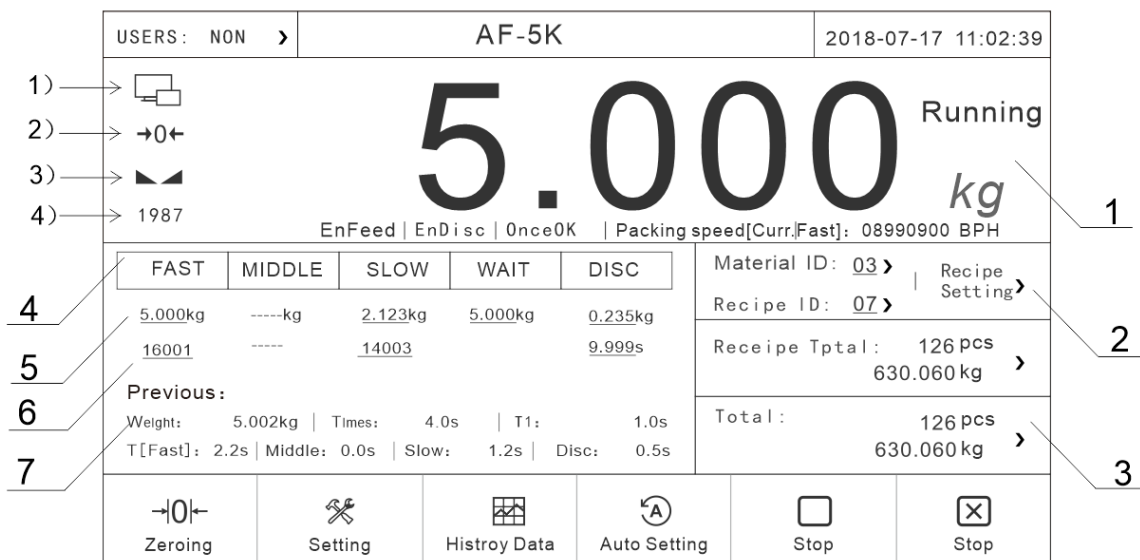 USERS: NON ❯ AF-5K 2018-07-17 11:02:39
1)
2) →0←
3)
4) 1987
5.000 Running
kg
1
EnFeed | EnDisc | OnceOK | Packing speed[Curr.|Fast]: 08990900 BPH
4 FAST MIDDLE SLOW WAIT DISC
5 5.000kg -----kg 2.123kg 5.000kg 0.235kg
6 16001 ----- 14003 9.999s
Previous:
7 Weight: 5.002kg | Times: 4.0s | T1: 1.0s
T[Fast]: 2.2s | Middle: 0.0s | Slow: 1.2s | Disc: 0.5s
Material ID: 03 ❯ | Recipe
Setting ❯
Recipe ID: 07 ❯
2
Receipe Tptal: 126 pcs
630.060 kg ❯
Total: 126 pcs
630.060 kg ❯
3
→|0|←
Zeroing Setting Histroy Data Auto Setting Stop Stop